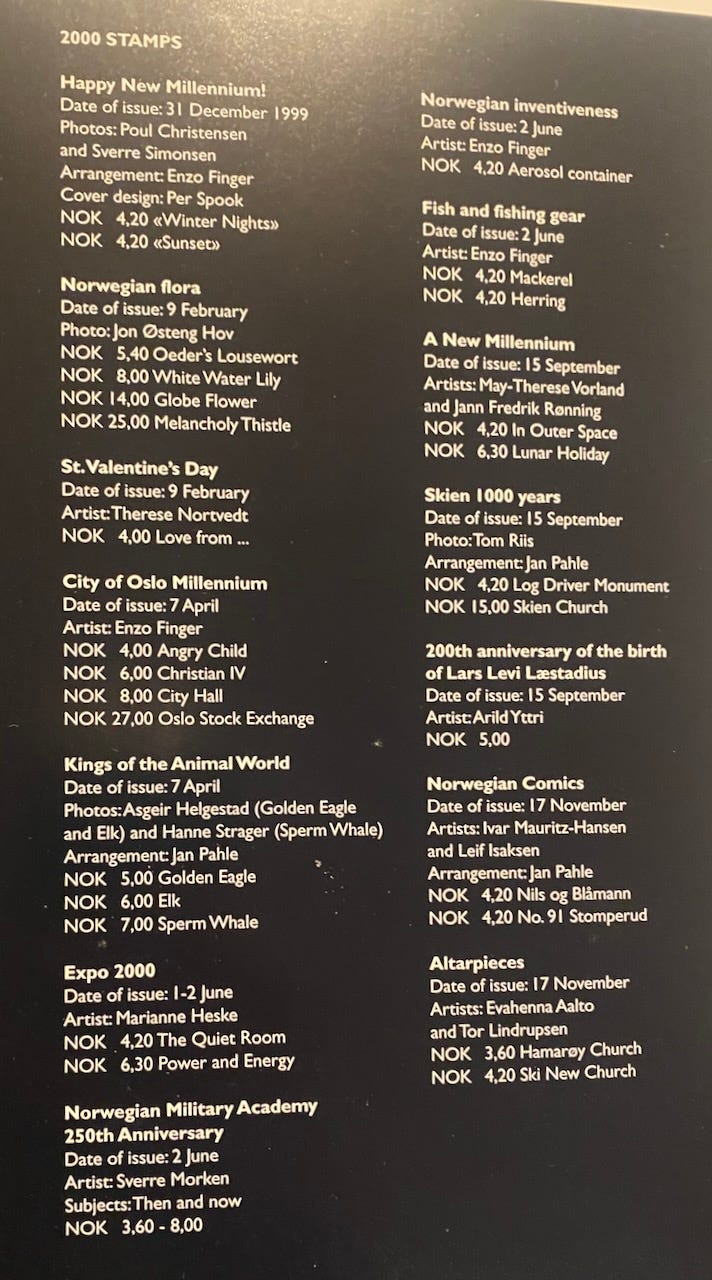 2000 STAMPS
Happy New Millennium!
Date of issue: 31 December 1999
Photos: Poul Christensen
and Sverre Simonsen
Arrangement: Enzo Finger
Cover design: Per Spook
NOK 4,20 «Winter Nights»
NOK 4,20 «Sunset»
Norwegian flora
Date of issue: 9 February
Photo: Jon Østeng Hov
NOK 5,40 Oeder's Lousewort
NOK 8,00 White Water Lily
NOK 14,00 Globe Flower
NOK 25,00 Melancholy Thistle
St. Valentine's Day
Date of issue: 9 February
Artist: Therese Nortvedt
NOK 4,00 Love from ...
City of Oslo Millennium
Date of issue: 7 April
Artist: Enzo Finger
NOK 4,00 Angry Child
NOK 6,00 Christian IV
NOK 8,00 City Hall
NOK 27,00 Oslo Stock Exchange
Kings of the Animal World
Date of issue: 7 April
Photos: Asgeir Helgestad (Golden Eagle
and Elk) and Hanne Strager (Sperm Whale)
Arrangement: Jan Pahle
NOK 5,00 Golden Eagle
NOK 6,00 Elk
NOK 7,00 Sperm Whale
Expo 2000
Date of issue: 1-2 June
Artist: Marianne Heske
NOK 4,20 The Quiet Room
NOK 6,30 Power and Energy
Norwegian Military Academy
250th Anniversary
Date of issue: 2 June
Artist: Sverre Morken
Subjects: Then and now
NOK 3,60 - 8,00
Norwegian inventiveness
Date of issue: 2 June
Artist: Enzo Finger
NOK 4,20 Aerosol container
Fish and fishing gear
Date of issue: 2 June
Artist: Enzo Finger
NOK 4,20 Mackerel
NOK 4,20 Herring
A New Millennium
Date of issue: 15 September
Artists: May-Therese Vorland
and Jann Fredrik Rønning
NOK 4,20 In Outer Space
NOK 6,30 Lunar Holiday
Skien 1000 years
Date of issue: 15 September
Photo: Tom Riis
Arrangement: Jan Pahle
NOK 4,20 Log Driver Monument
NOK 15,00 Skien Church
200th anniversary of the birth
of Lars Levi Læstadius
Date of issue: 15 September
Artist: Arild Yttri
NOK 5,00
Norwegian Comics
Date of issue: 17 November
Artists: Ivar Mauritz-Hansen
and Leif Isaksen
Arrangement: Jan Pahle
NOK 4,20 Nils og Blåmann
NOK 4,20 No. 91 Stomperud
Altarpieces
Date of issue: 17 November
Artists: Evahenna Aalto
and Tor Lindrupsen
NOK 3,60 Hamarøy Church
NOK 4,20 Ski New Church